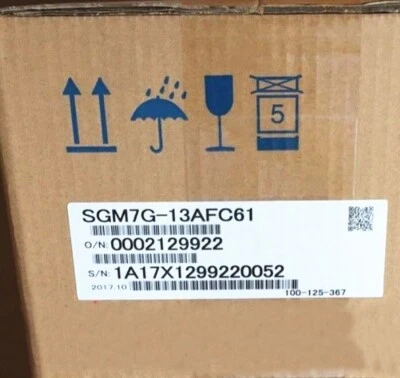 5
SGM7G-13AFC61
O/N: 0002129922
S/N: 1A17X1299220052
2017.10
100-125-367